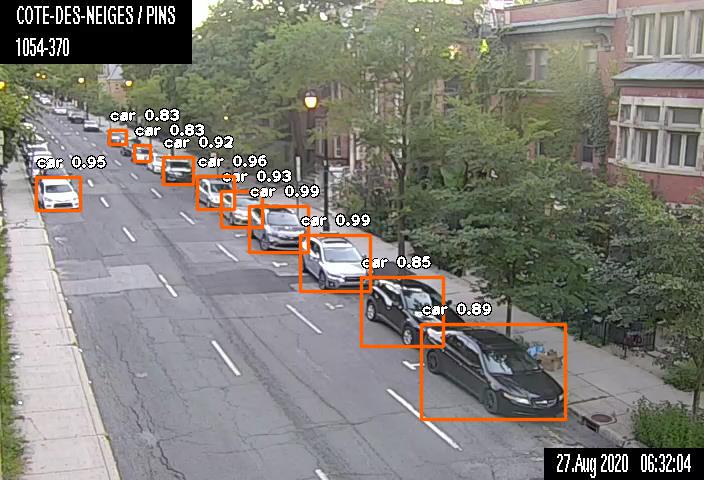 COTE-DES-NEIGES / PINS
1054-370
car 0.83
car 0.83
car 0.92
car 0.95
car 0.96
car 0.93
car 0.99
car 0.99
car 0.85
car 0.89
27.Aug 2020 06:32:04